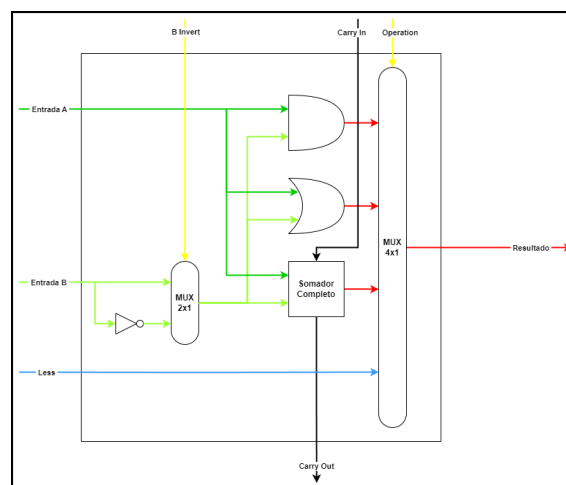 B Invert
Carry In
Operation
Entrada A
MUX
4x1
Resultado
Entrada B
MUX
2x1
Somador
Completo
Less
Carry Out